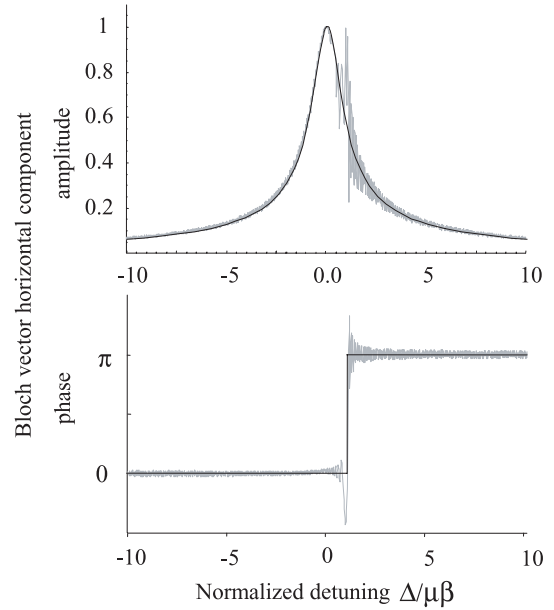 Bloch vector horizontal component
amplitude
1
0.8
0.6
0.4
0.2
-10 -5 0.0 5 10
phase
π
0
-10 -5 0 5 10
Normalized detuning Δ/μβ